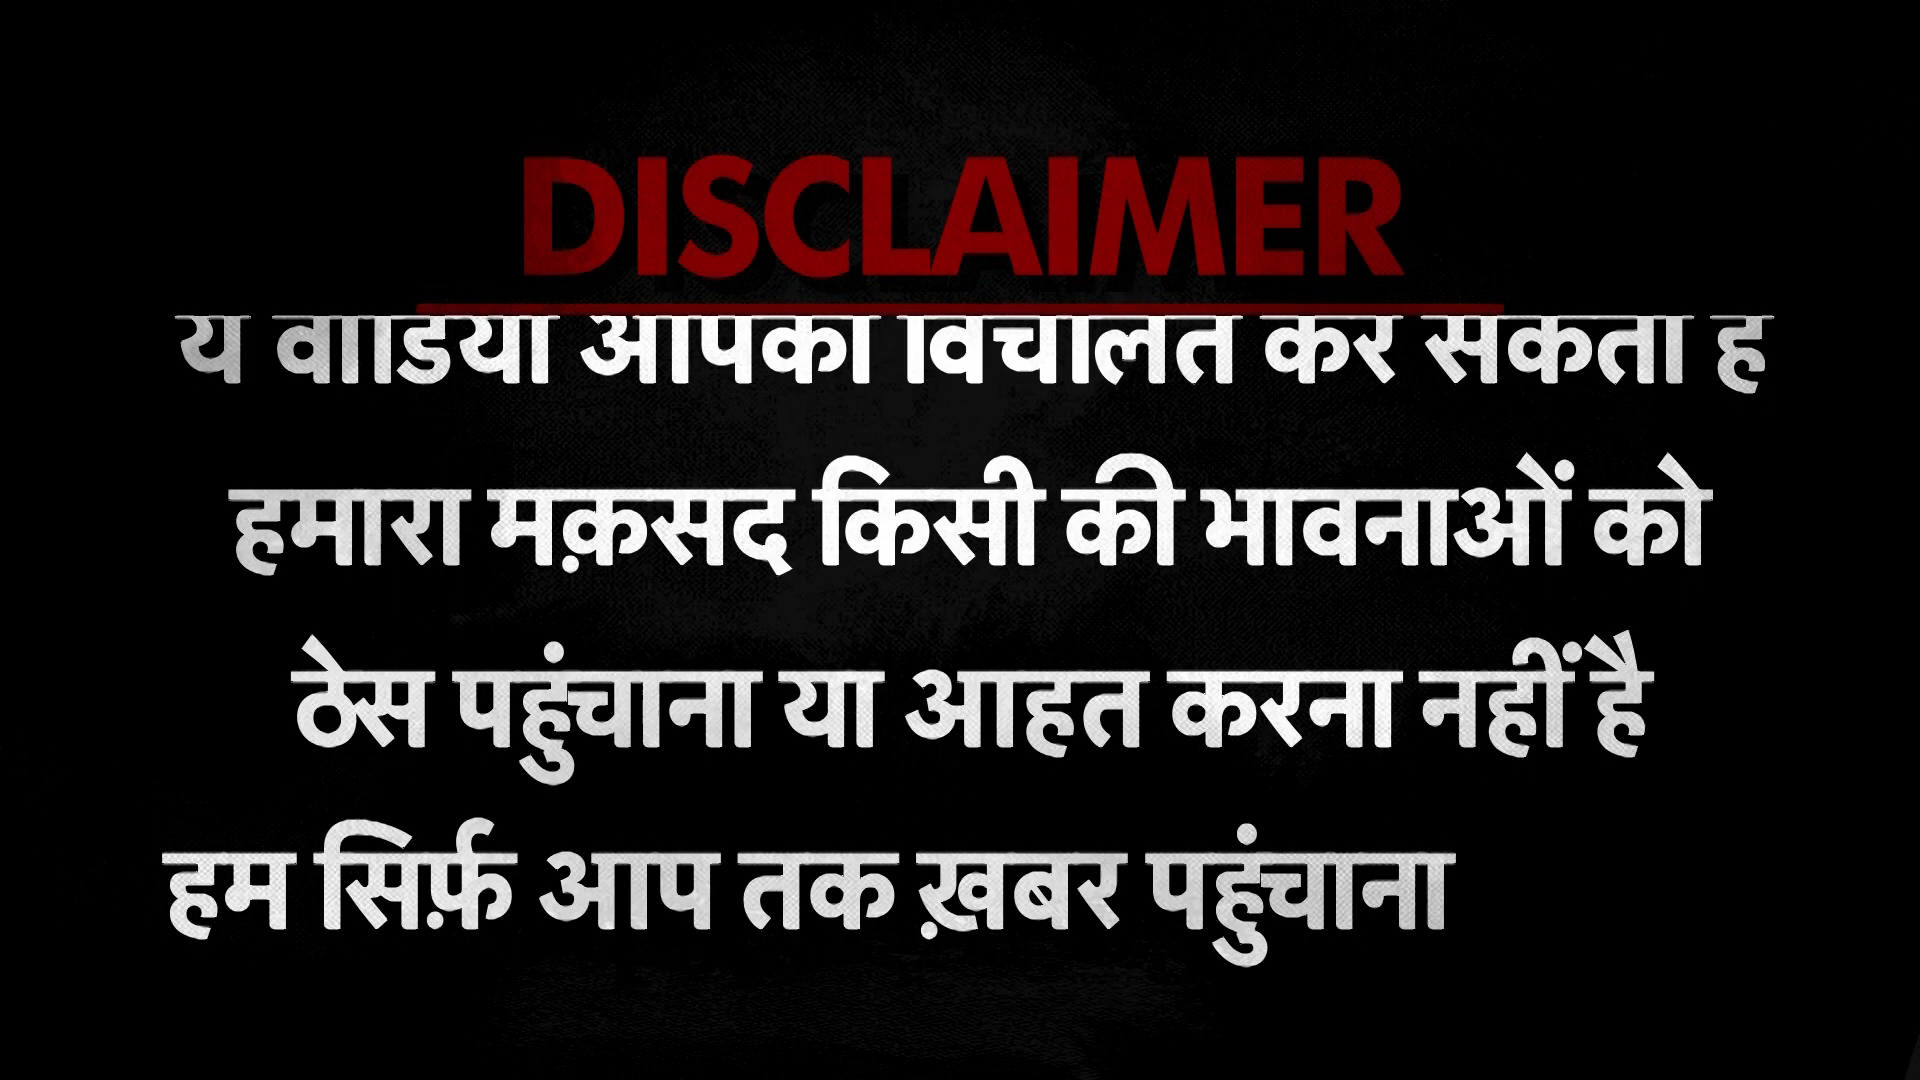 DISCLAIMER
ये वीडियो आपको विचलित कर सकता है
हमारा मक़सद किसी की भावनाओं को
ठेस पहुंचाना या आहत करना नहीं है
हम सिर्फ़ आप तक ख़बर पहुंचाना